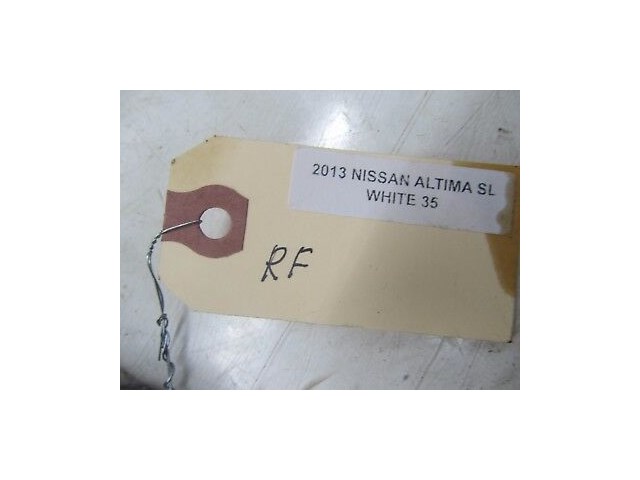 2013 NISSAN ALTIMA SL
WHITE 35
RF